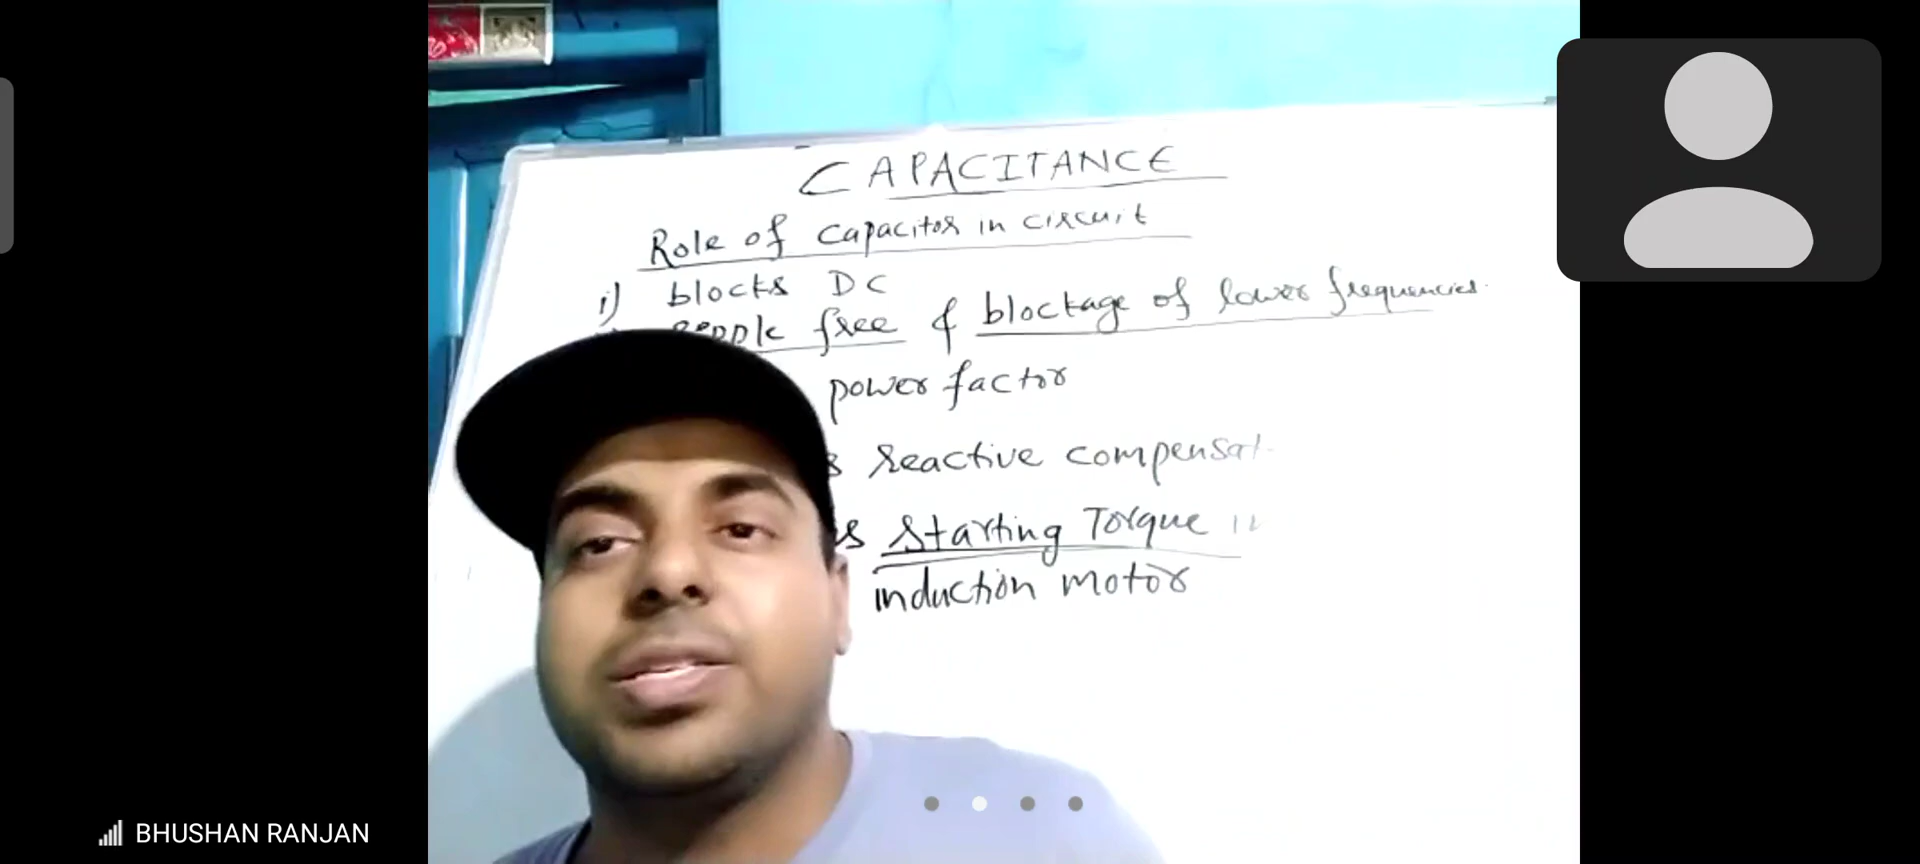 CAPACITANCE
Role of capacitor in circuit
i) blocks DC
free & blockage of lower frequencies.
power factor
reactive compensat
starting Torque in
induction motor
BHUSHAN RANJAN